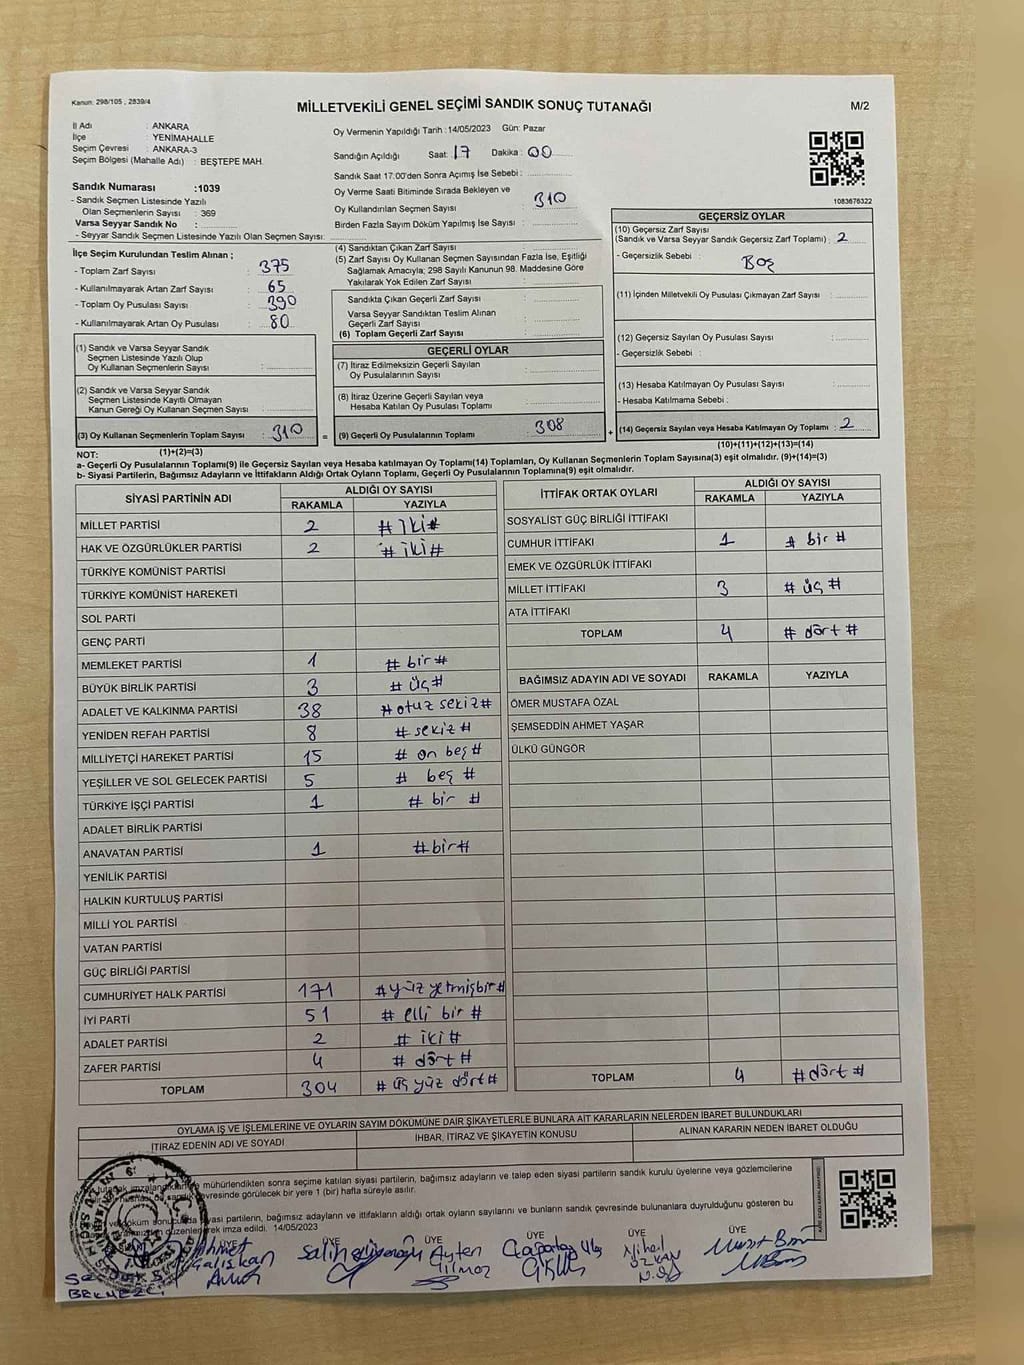 Kanun: 298/105 , 2839/4
MİLLETVEKİLİ GENEL SEÇİMİ SANDIK SONUÇ TUTANAĞI
M/2
İl Adı : ANKARA
İlçe : YENİMAHALLE
Seçim Çevresi : ANKARA-3
Seçim Bölgesi (Mahalle Adı) : BEŞTEPE MAH.
Sandık Numarası :1039
- Sandık Seçmen Listesinde Yazılı
Olan Seçmenlerin Sayısı : 369
Varsa Seyyar Sandık No :
- Seyyar Sandık Seçmen Listesinde Yazılı Olan Seçmen Sayısı:
Oy Vermenin Yapıldığı Tarih : 14/05/2023 Gün: Pazar
Sandığın Açıldığı Saat: 17 Dakika : 00
Sandık Saat 17:00'den Sonra Açımış İse Sebebi :
Oy Verme Saati Bitiminde Sırada Bekleyen ve
Oy Kullandırılan Seçmen Sayısı : 310
Birden Fazla Sayım Döküm Yapılmış İse Sayısı :
1083676322
İlçe Seçim Kurulundan Teslim Alınan ;
- Toplam Zarf Sayısı : 375
- Kullanılmayarak Artan Zarf Sayısı : 65
- Toplam Oy Pusulası Sayısı : 390
- Kullanılmayarak Artan Oy Pusulası : 80
(4) Sandıktan Çıkan Zarf Sayısı :
(5) Zarf Sayısı Oy Kullanan Seçmen Sayısından Fazla İse, Eşitliği
Sağlamak Amacıyla; 298 Sayılı Kanunun 98. Maddesine Göre
Yakılarak Yok Edilen Zarf Sayısı :
Sandıkta Çıkan Geçerli Zarf Sayısı :
Varsa Seyyar Sandıktan Teslim Alınan
Geçerli Zarf Sayısı :
(6) Toplam Geçerli Zarf Sayısı :
GEÇERSİZ OYLAR
(10) Geçersiz Zarf Sayısı
(Sandık ve Varsa Seyyar Sandık Geçersiz Zarf Toplamı) : 2
- Geçersizlik Sebebi : Boş
(11) İçinden Milletvekili Oy Pusulası Çıkmayan Zarf Sayısı :
(12) Geçersiz Sayılan Oy Pusulası Sayısı :
- Geçersizlik Sebebi :
(13) Hesaba Katılmayan Oy Pusulası Sayısı :
- Hesaba Katılmama Sebebi :
(14) Geçersiz Sayılan veya Hesaba Katılmayan Oy Toplamı : 2
(1) Sandık ve Varsa Seyyar Sandık
Seçmen Listesinde Yazılı Olup
Oy Kullanan Seçmenlerin Sayısı :
(2) Sandık ve Varsa Seyyar Sandık
Seçmen Listesinde Kayıtlı Olmayan
Kanun Gereği Oy Kullanan Seçmen Sayısı :
(3) Oy Kullanan Seçmenlerin Toplam Sayısı : 310 =
GEÇERLİ OYLAR
(7) İtiraz Edilmeksizin Geçerli Sayılan
Oy Pusulalarının Sayısı :
(8) İtiraz Üzerine Geçerli Sayılan veya
Hesaba Katılan Oy Pusulası Toplamı :
(9) Geçerli Oy Pusulalarının Toplamı : 308 +
NOT: (1)+(2)=(3) (10)+(11)+(12)+(13)=(14)
a- Geçerli Oy Pusulalarının Toplamı(9) ile Geçersiz Sayılan veya Hesaba katılmayan Oy Toplamı(14) Toplamları, Oy Kullanan Seçmenlerin Toplam Sayısına(3) eşit olmalıdır. (9)+(14)=(3)
b- Siyasi Partilerin, Bağımsız Adayların ve İttifakların Aldığı Ortak Oyların Toplamı, Geçerli Oy Pusulalarının Toplamına(9) eşit olmalıdır.
SİYASİ PARTİNİN ADI ALDIĞI OY SAYISI
RAKAMLA YAZIYLA
MİLLET PARTİSİ 2 # iki #
HAK VE ÖZGÜRLÜKLER PARTİSİ 2 # iki #
TÜRKİYE KOMÜNİST PARTİSİ
TÜRKİYE KOMÜNİST HAREKETİ
SOL PARTİ
GENÇ PARTİ
MEMLEKET PARTİSİ 1 # bir #
BÜYÜK BİRLİK PARTİSİ 3 # üç #
ADALET VE KALKINMA PARTİSİ 38 # otuz sekiz #
YENİDEN REFAH PARTİSİ 8 # sekiz #
MİLLİYETÇİ HAREKET PARTİSİ 15 # on beş #
YEŞİLLER VE SOL GELECEK PARTİSİ 5 # beş #
TÜRKİYE İŞÇİ PARTİSİ 1 # bir #
ADALET BİRLİK PARTİSİ
ANAVATAN PARTİSİ 1 # bir #
YENİLİK PARTİSİ
HALKIN KURTULUŞ PARTİSİ
MİLLİ YOL PARTİSİ
VATAN PARTİSİ
GÜÇ BİRLİĞİ PARTİSİ
CUMHURİYET HALK PARTİSİ 171 # yüz yetmişbir #
İYİ PARTİ 51 # elli bir #
ADALET PARTİSİ 2 # iki #
ZAFER PARTİSİ 4 # dört #
TOPLAM 304 # üç yüz dört #
İTTİFAK ORTAK OYLARI ALDIĞI OY SAYISI
RAKAMLA YAZIYLA
SOSYALİST GÜÇ BİRLİĞİ İTTİFAKI
CUMHUR İTTİFAKI 1 # bir #
EMEK VE ÖZGÜRLÜK İTTİFAKI
MİLLET İTTİFAKI 3 # üç #
ATA İTTİFAKI
TOPLAM 4 # dört #
BAĞIMSIZ ADAYIN ADI VE SOYADI RAKAMLA YAZIYLA
ÖMER MUSTAFA ÖZAL
ŞEMSEDDİN AHMET YAŞAR
ÜLKÜ GÜNGÖR
TOPLAM 4 # dört #
OYLAMA İŞ VE İŞLEMLERİNE VE OYLARIN SAYIM DÖKÜMÜNE DAİR ŞİKAYETLERLE BUNLARA AİT KARARLARIN NELERDEN İBARET BULUNDUKLARI
İTİRAZ EDENİN ADI VE SOYADI İHBAR, İTİRAZ VE ŞİKAYETİN KONUSU ALINAN KARARIN NEDEN İBARET OLDUĞU
mühürlendikten sonra seçime katılan siyasi partilerin, bağımsız adayların ve talep eden siyasi partilerin sandık kurulu üyelerine veya gözlemcilerine
çevresinde görülecek bir yere 1 (bir) hafta süreyle asılır.
siyasi partilerin, bağımsız adayların ve ittifakların aldığı ortak oyların sayılarını ve bunların sandık çevresinde bulunanlara duyrulduğunu gösteren bu
düzenlenerek imza edildi. 14/05/2023
ÜYE ÜYE ÜYE ÜYE ÜYE
Ahmet Çalışkan
Ayten Yılmaz
Nihal Özkan